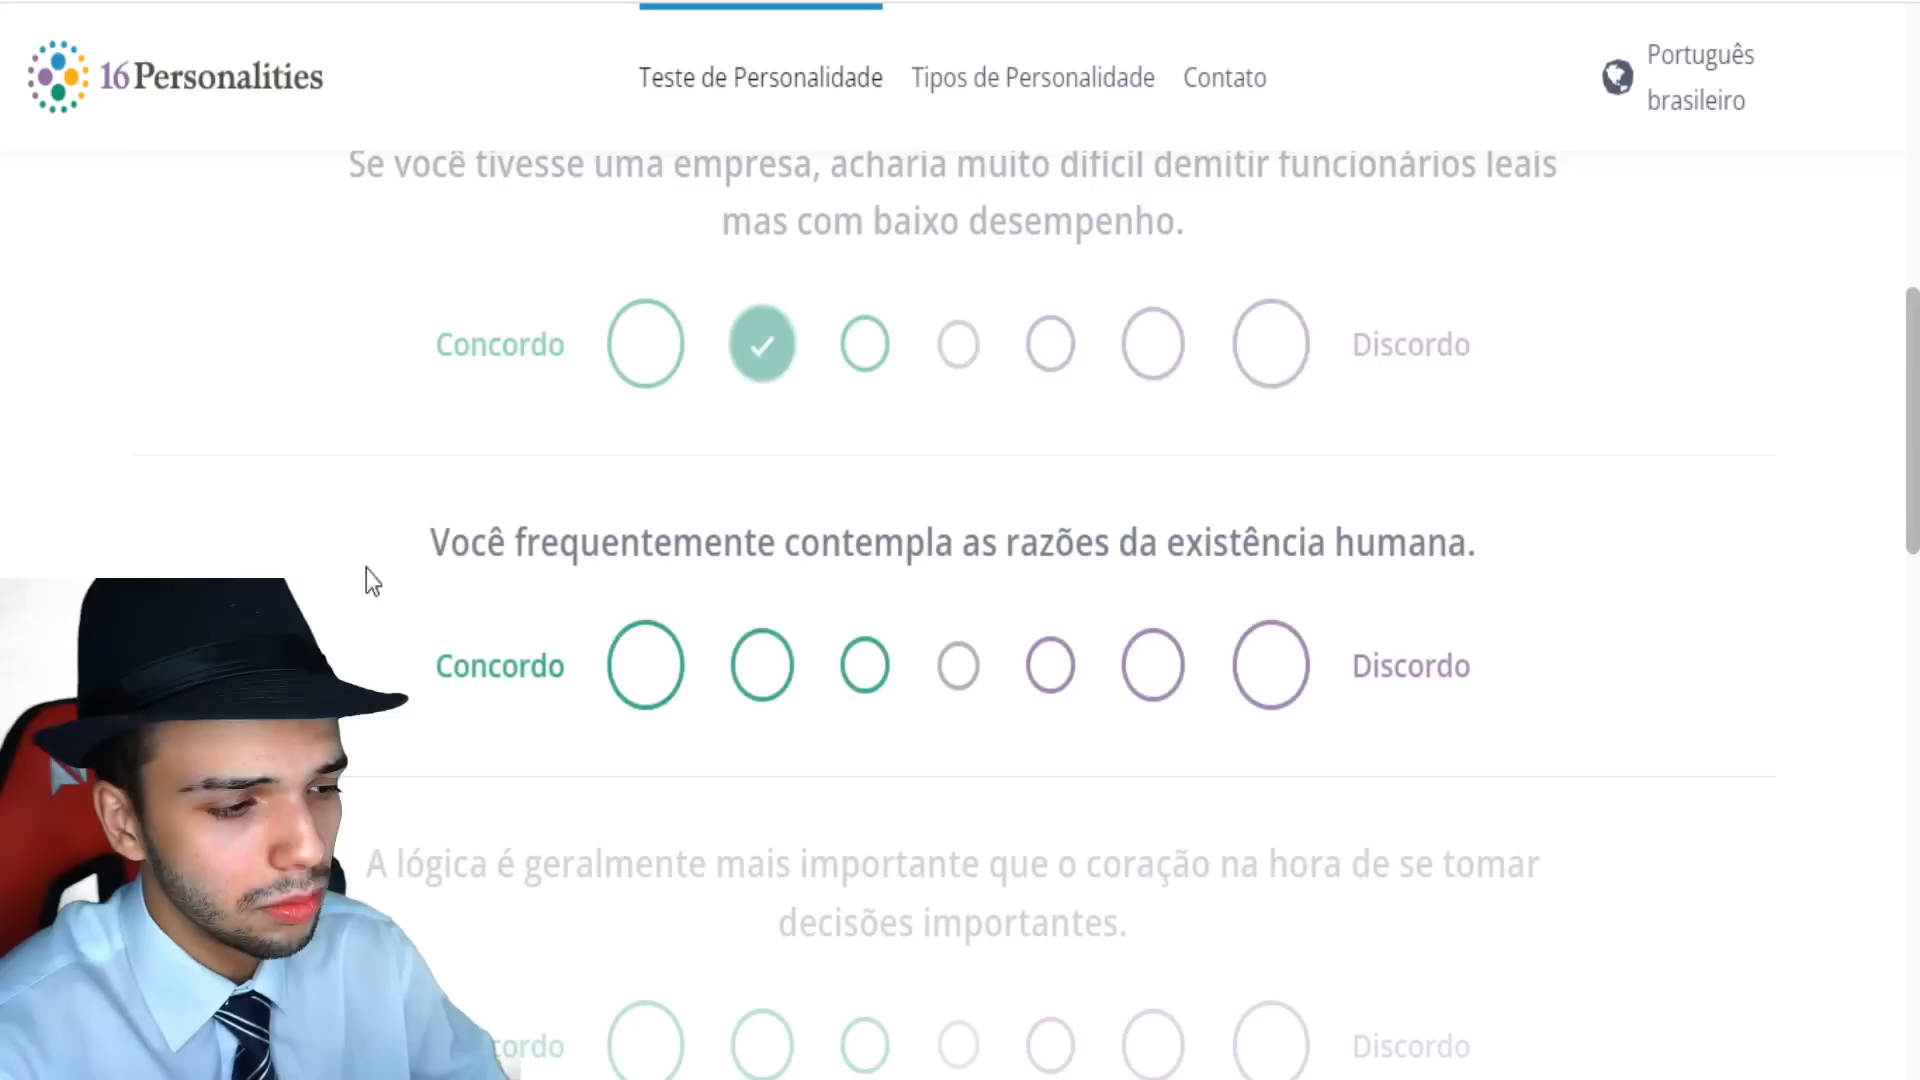 16Personalities
Teste de Personalidade
Tipos de Personalidade
Contato
Português
brasileiro
Se você tivesse uma empresa, acharia muito difícil demitir funcionários leais
mas com baixo desempenho.
Concordo
Discordo
Você frequentemente contempla as razões da existência humana.
Concordo
Discordo
A lógica é geralmente mais importante que o coração na hora de se tomar
decisões importantes.
cordo
Discordo